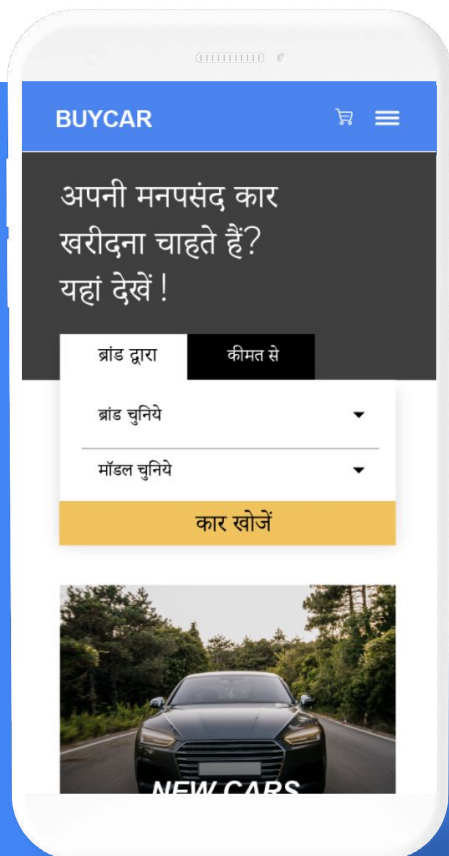 BUYCAR
अपनी मनपसंद कार
खरीदना चाहते हैं?
यहां देखें !
ब्रांड द्वारा
कीमत से
ब्रांड चुनिये
मॉडल चुनिये
कार खोजें
NEW CARS